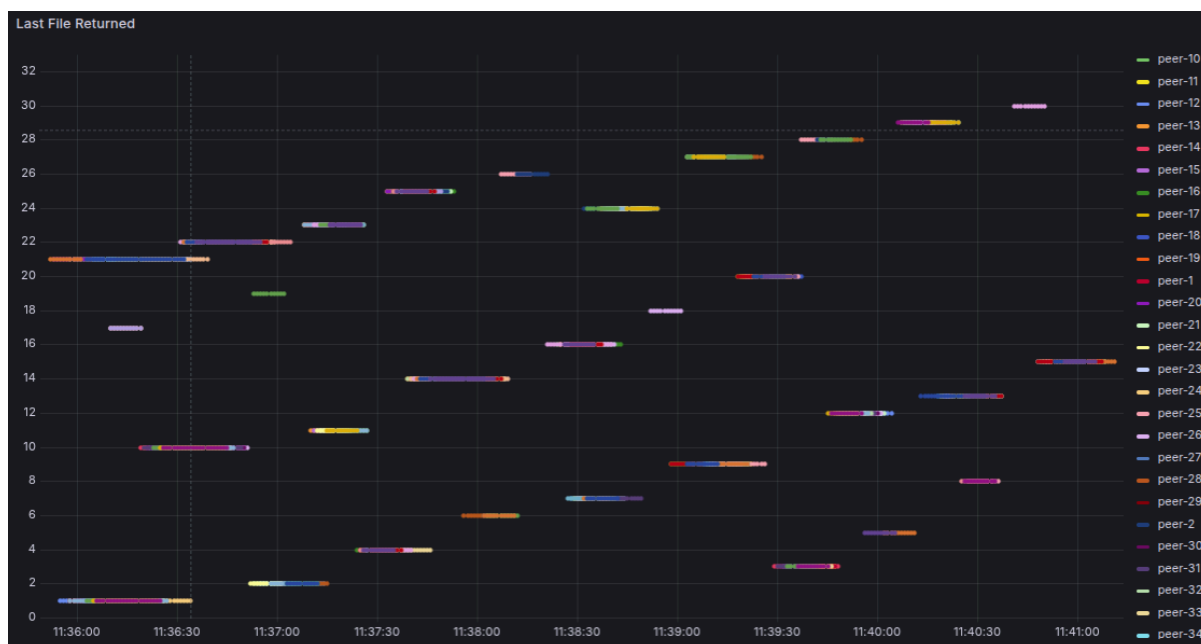 Last File Returned
32
30
28
26
24
22
20
18
16
14
12
10
8
6
4
2
0
11:36:00 11:36:30 11:37:00 11:37:30 11:38:00 11:38:30 11:39:00 11:39:30 11:40:00 11:40:30 11:41:00
peer-10
peer-11
peer-12
peer-13
peer-14
peer-15
peer-16
peer-17
peer-18
peer-19
peer-1
peer-20
peer-21
peer-22
peer-23
peer-24
peer-25
peer-26
peer-27
peer-28
peer-29
peer-2
peer-30
peer-31
peer-32
peer-33
peer-34